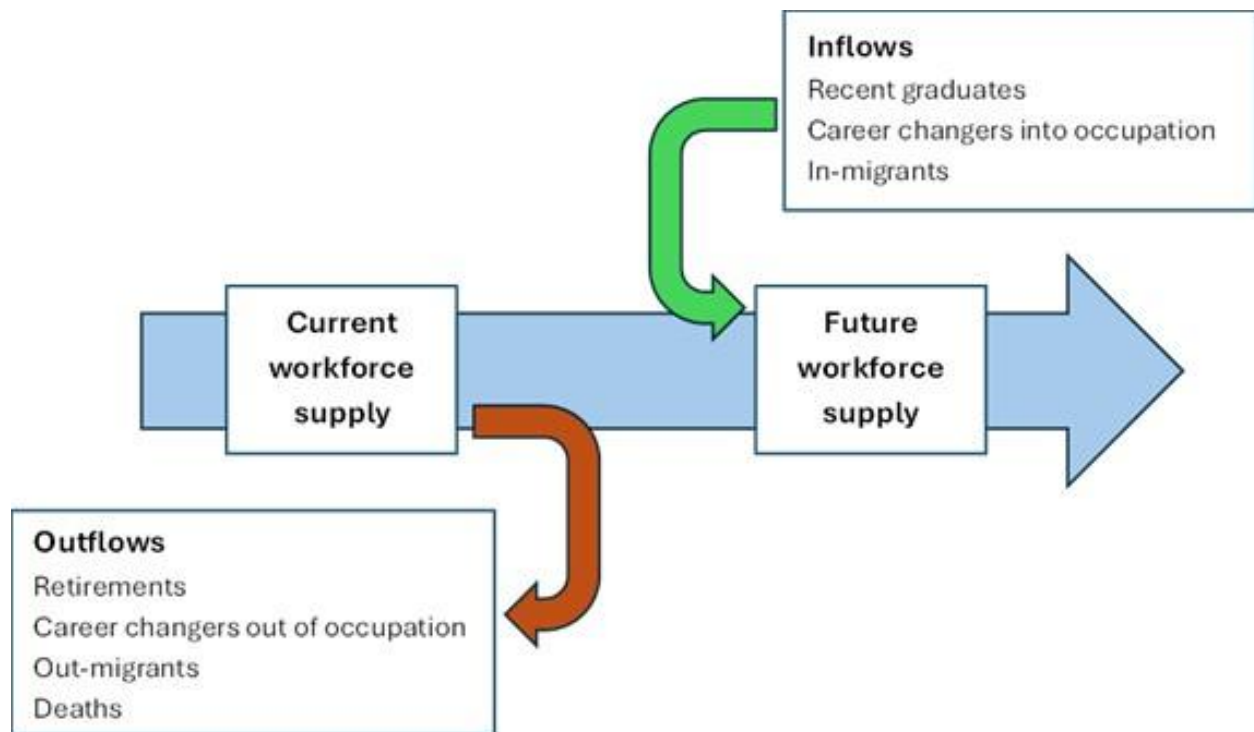 Inflows
Recent graduates
Career changers into occupation
In-migrants
Current
workforce
supply
Future
workforce
supply
Outflows
Retirements
Career changers out of occupation
Out-migrants
Deaths